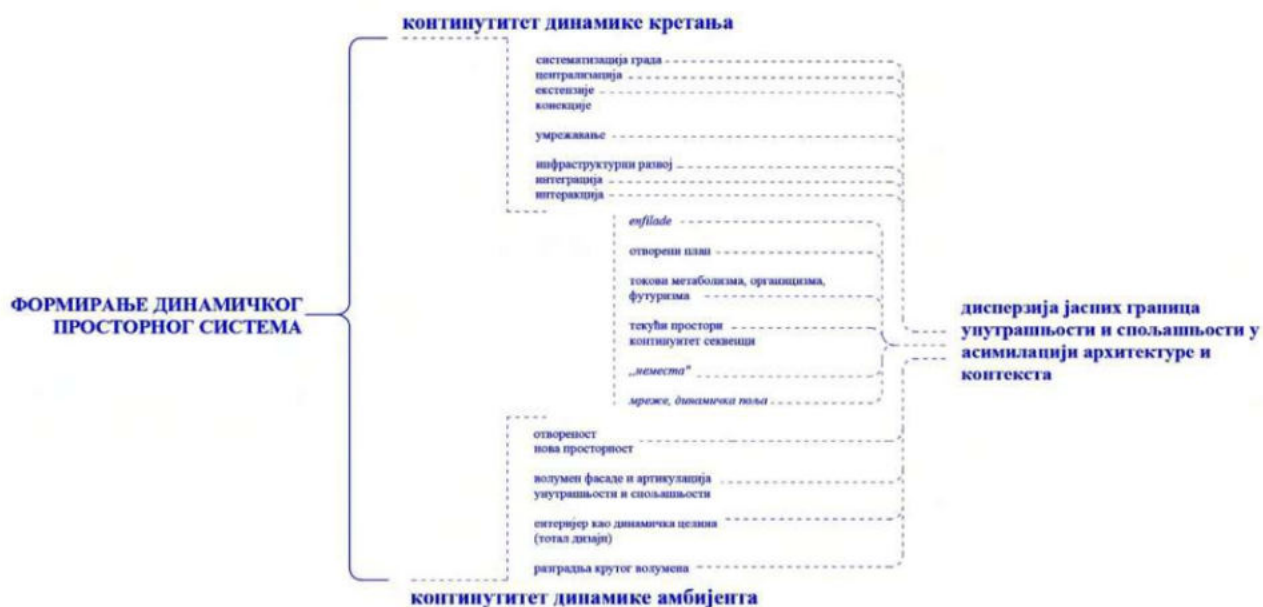 континутитет динамике кретања
систематизација града
централизација
екстензије
конекције
умрежавање
инфраструктурни развој
интеграција
интеракција
enfilade
отворени план
токови метаболизма, органицизма,
футуризма
текући простори
континуитет секвенци
„неместа“
мреже, динамичка поља
ФОРМИРАЊЕ ДИНАМИЧКОГ
ПРОСТОРНОГ СИСТЕМА
дисперзија јасних граница
унутрашњости и спољашњости у
асимилацији архитектуре и
контекста
отвореност
нова просторност
волумен фасаде и артикулација
унутрашњости и спољашњости
ентеријер као динамичка целина
(тотал дизајн)
разградња крутог волумена
континутитет динамике амбијента